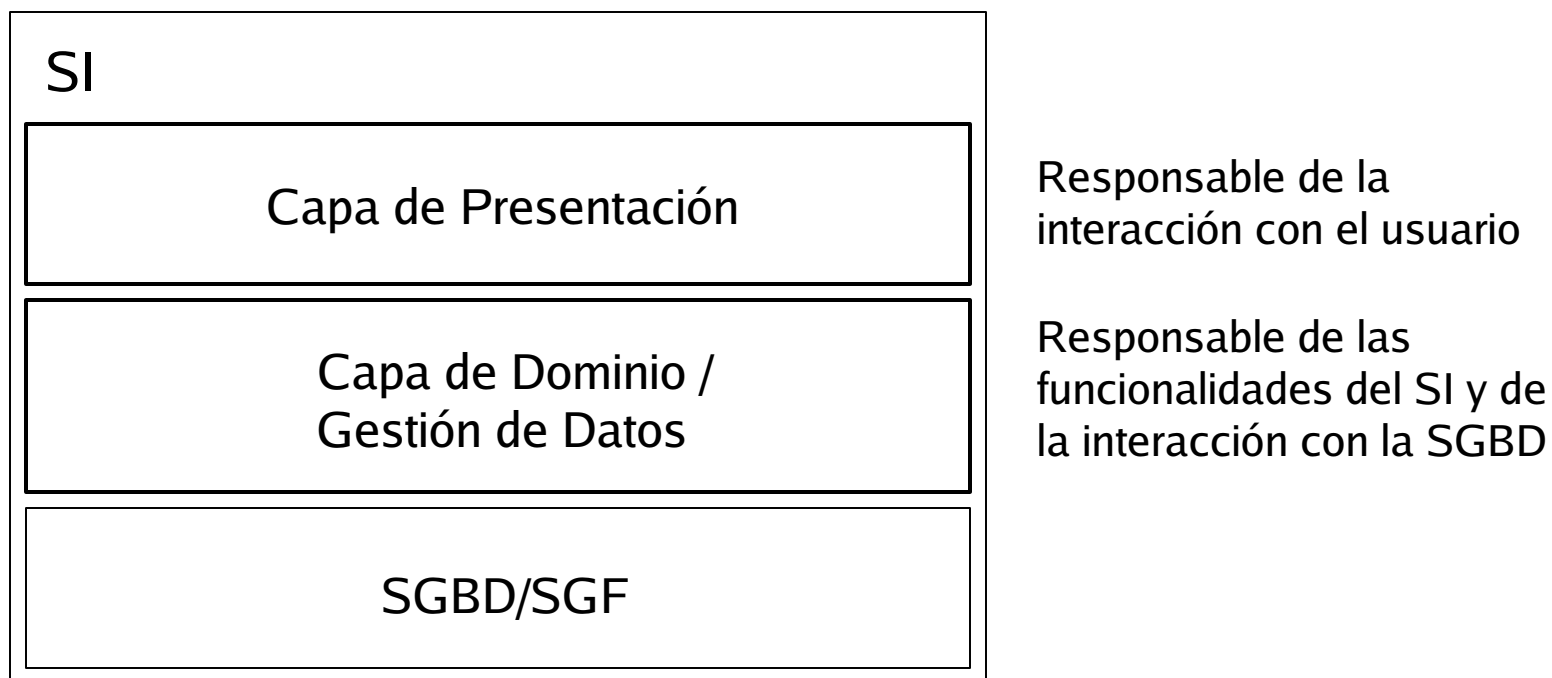 SI
Capa de Presentación
Responsable de la
interacción con el usuario
Capa de Dominio /
Gestión de Datos
Responsable de las
funcionalidades del SI y de
la interacción con la SGBD
SGBD/SGF